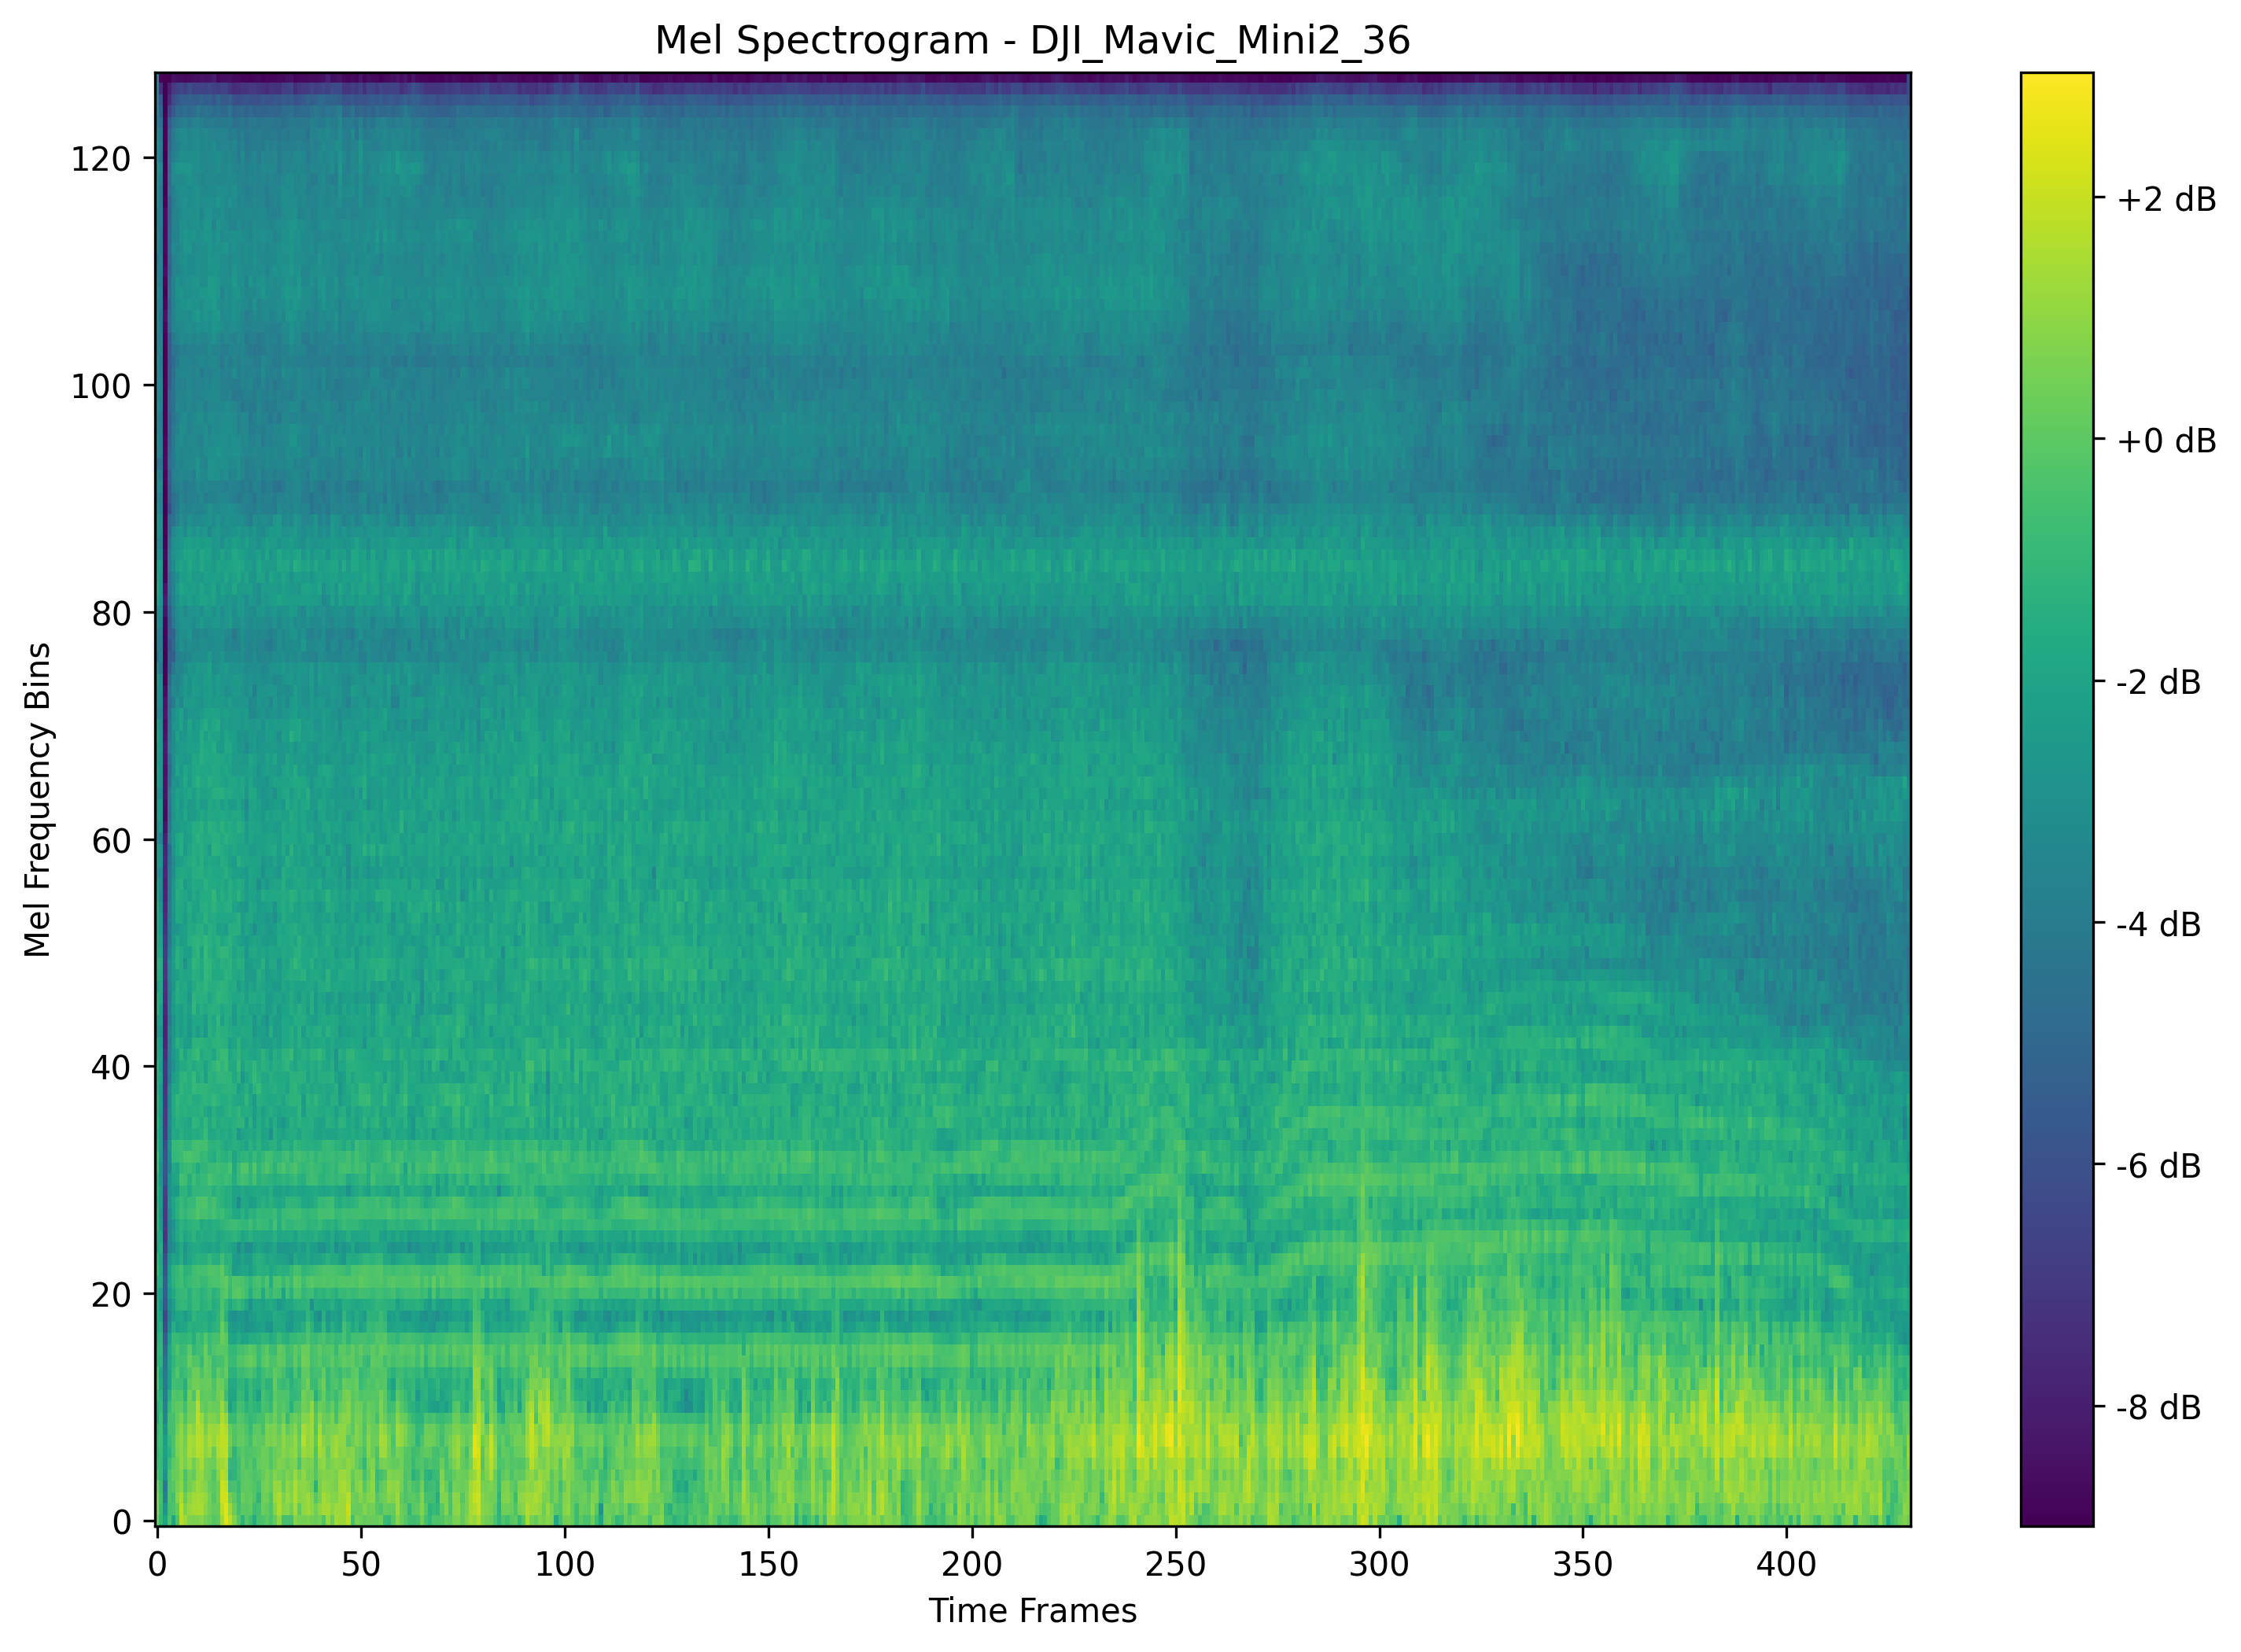 Mel Spectrogram - DJI_Mavic_Mini2_36
Mel Frequency Bins
120
100
80
60
40
20
0
0 50 100 150 200 250 300 350 400
Time Frames
+2 dB
+0 dB
-2 dB
-4 dB
-6 dB
-8 dB